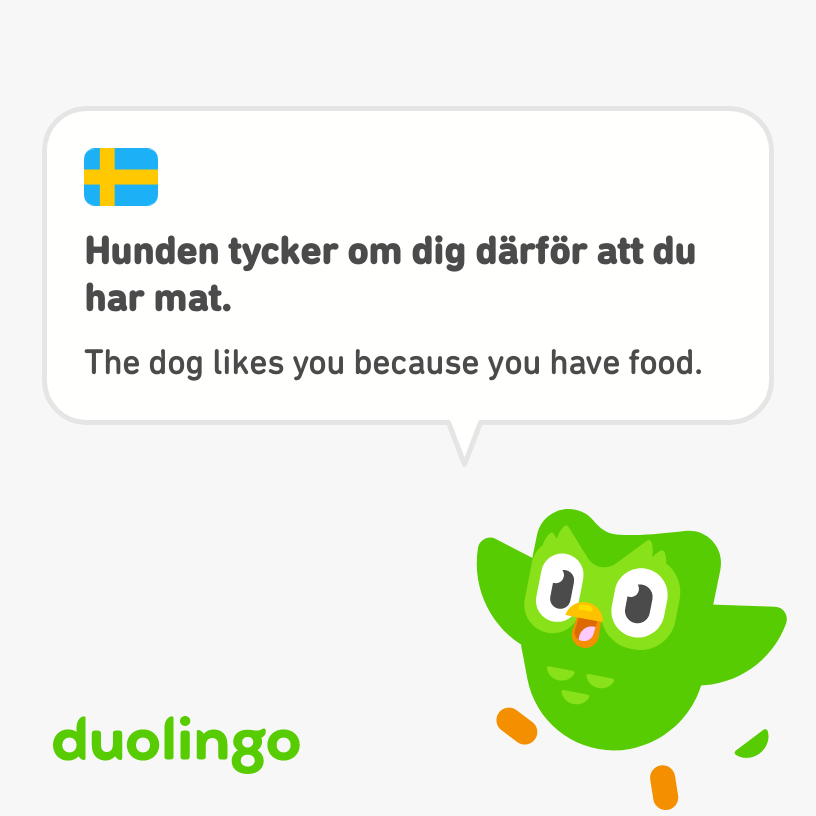 Hunden tycker om dig därför att du
har mat.
The dog likes you because you have food.
duolingo